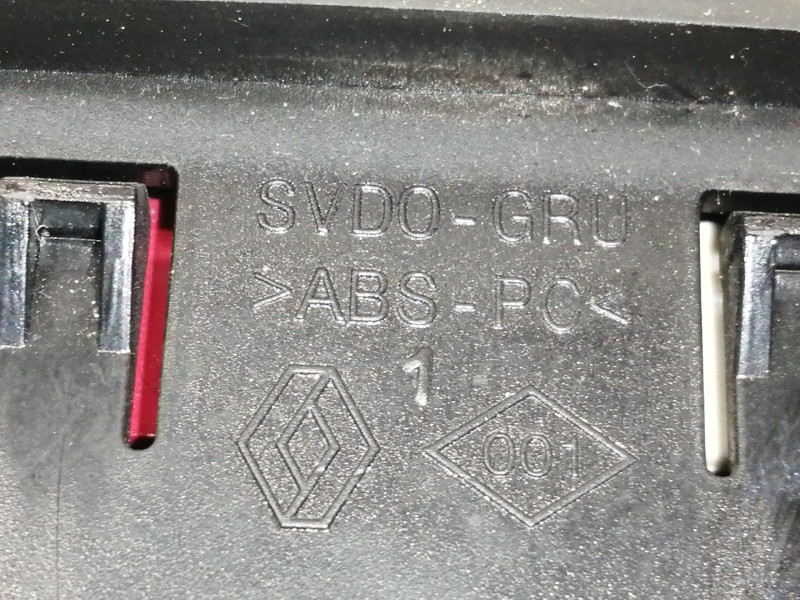 SVDO-GRU
>ABS-PC<
1
001